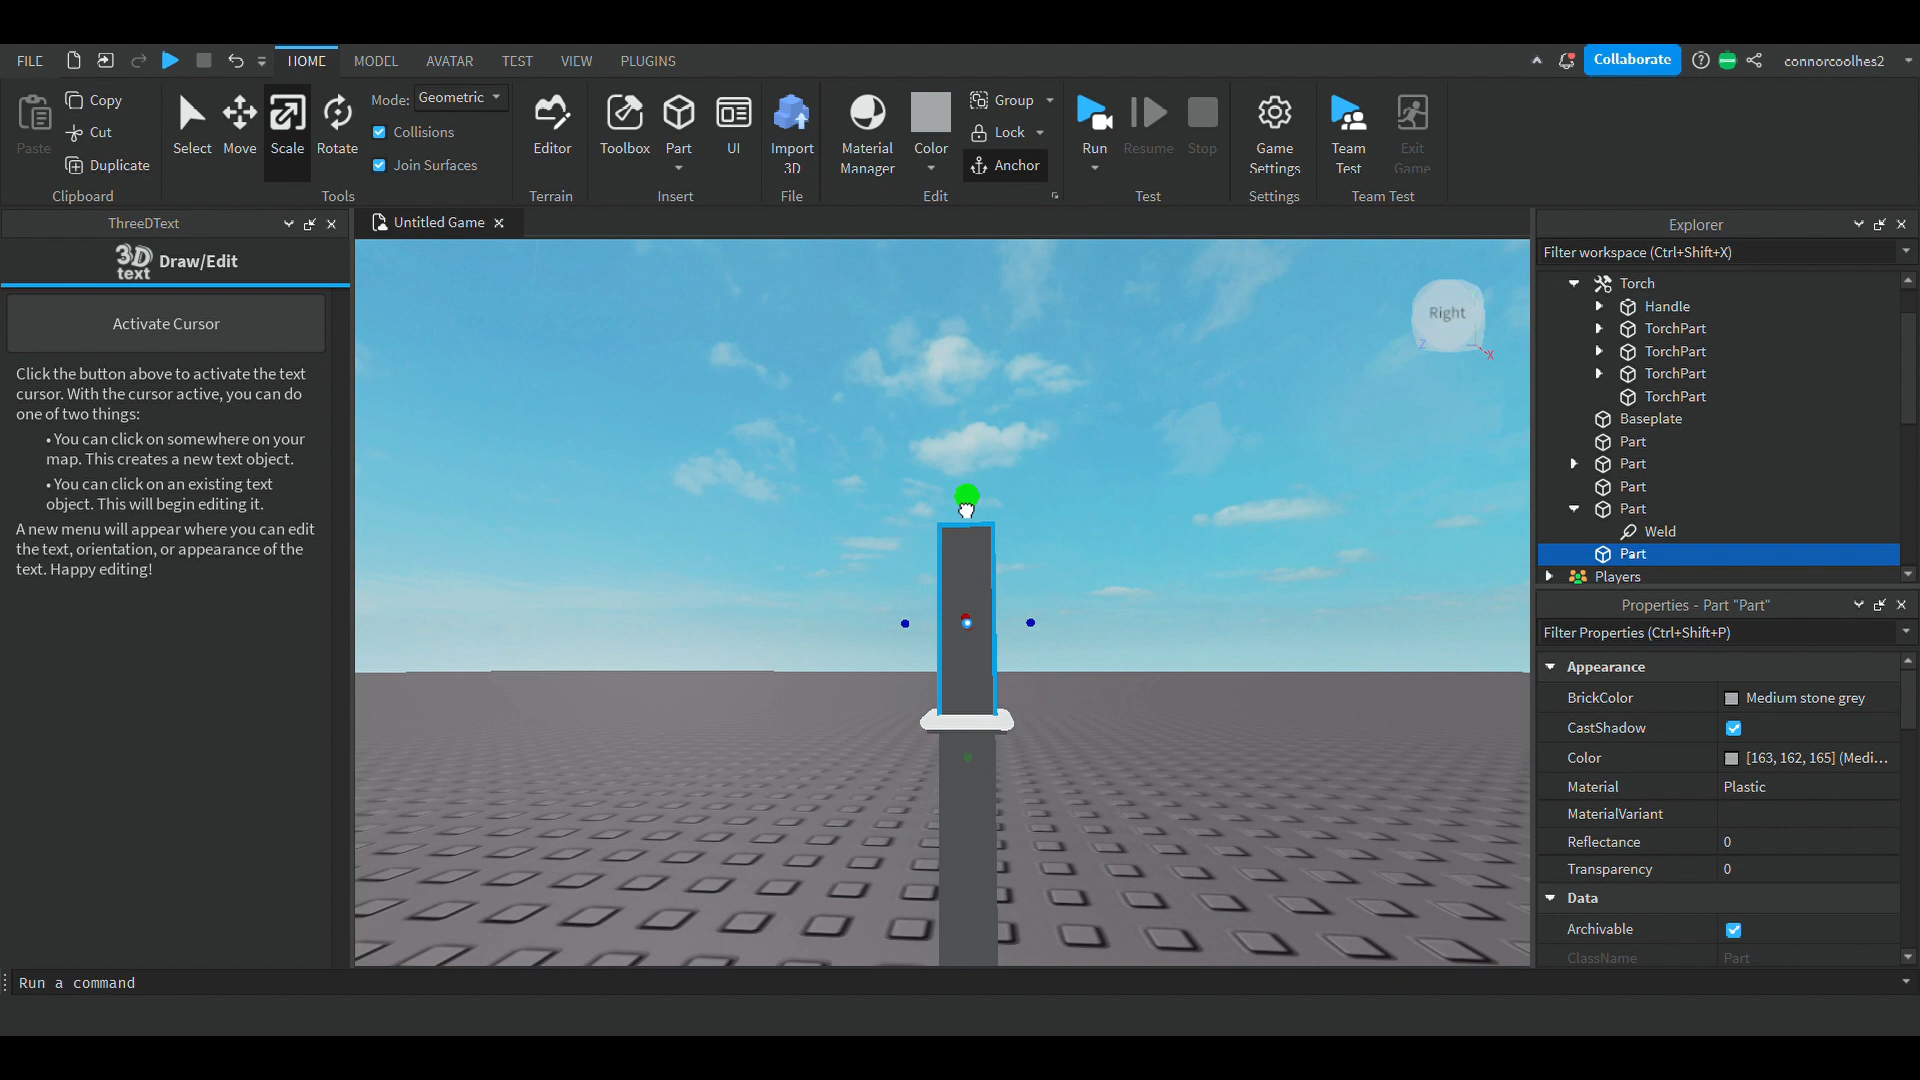 FILE
HOME
MODEL
AVATAR
TEST
VIEW
PLUGINS
Collaborate
connorcoolhes2
Paste
Copy
Cut
Duplicate
Clipboard
Select
Move
Scale
Rotate
Mode: Geometric
Collisions
Join Surfaces
Tools
Editor
Terrain
Toolbox
Part
UI
Insert
Import
3D
File
Material
Manager
Color
Group
Lock
Anchor
Edit
Run
Resume
Stop
Test
Game
Settings
Settings
Team
Test
Exit
Game
Team Test
ThreeDText
3D
text
Draw/Edit
Activate Cursor
Click the button above to activate the text
cursor. With the cursor active, you can do
one of two things:
• You can click on somewhere on your
map. This creates a new text object.
• You can click on an existing text
object. This will begin editing it.
A new menu will appear where you can edit
the text, orientation, or appearance of the
text. Happy editing!
Untitled Game
Right
Z
X
Explorer
Filter workspace (Ctrl+Shift+X)
Torch
Handle
TorchPart
TorchPart
TorchPart
TorchPart
Baseplate
Part
Part
Part
Part
Weld
Part
Players
Properties - Part "Part"
Filter Properties (Ctrl+Shift+P)
Appearance
BrickColor Medium stone grey
CastShadow
Color [163, 162, 165] (Medi...
Material Plastic
MaterialVariant
Reflectance 0
Transparency 0
Data
Archivable
ClassName Part
Run a command